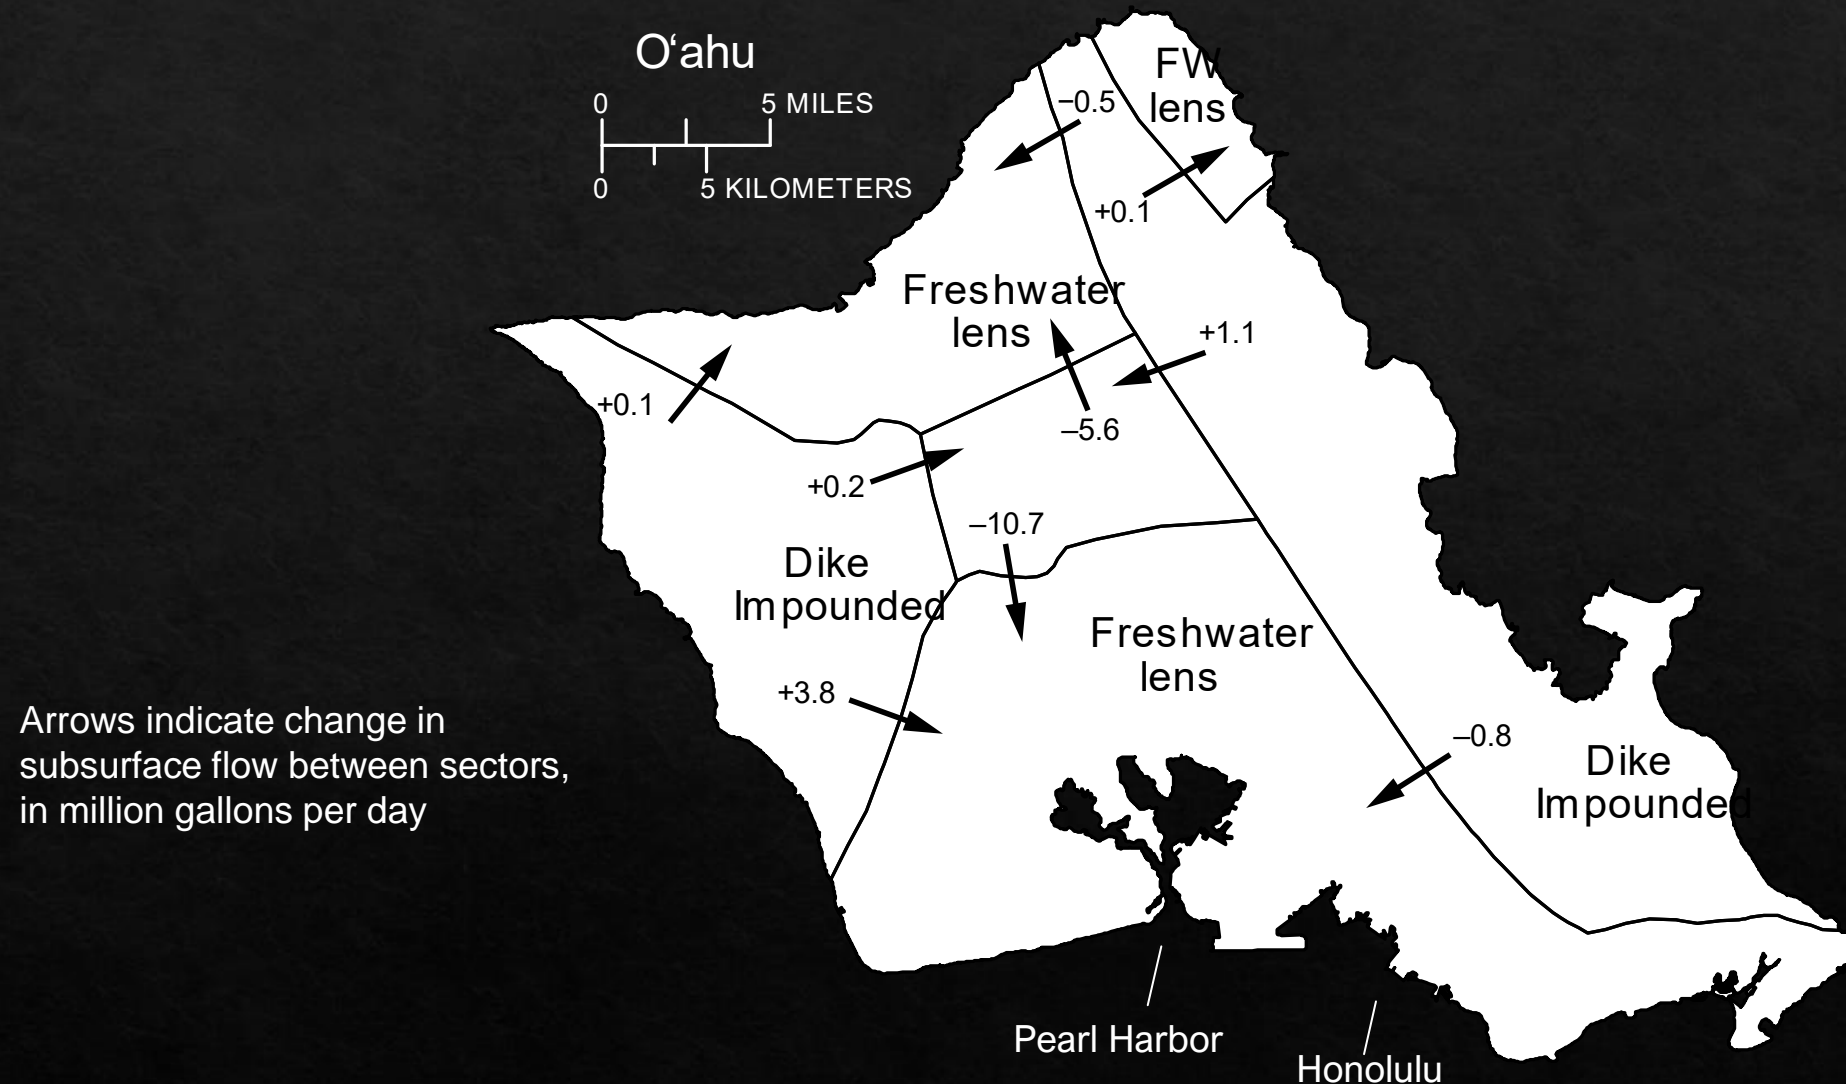 O‘ahu
0 5 MILES
0 5 KILOMETERS
FW
lens
−0.5
+0.1
Freshwater
lens
+1.1
+0.1
–5.6
+0.2
–10.7
Dike
Impounded
Freshwater
lens
+3.8
–0.8
Dike
Impounded
Arrows indicate change in
subsurface flow between sectors,
in million gallons per day
Pearl Harbor
Honolulu